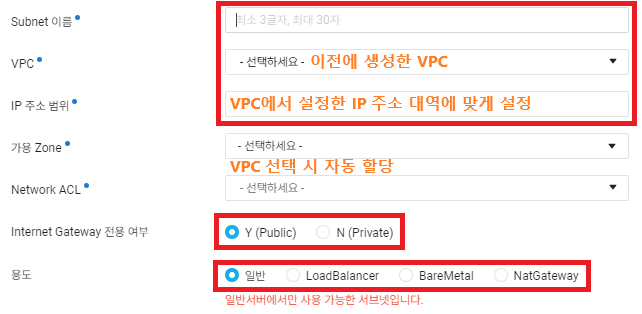 Subnet 이름
최소 3글자, 최대 30자
VPC
- 선택하세요 - 이전에 생성한 VPC
IP 주소 범위
VPC에서 설정한 IP 주소 대역에 맞게 설정
가용 Zone
- 선택하세요 -
VPC 선택 시 자동 할당
Network ACL
- 선택하세요 -
Internet Gateway 전용 여부
Y (Public) N (Private)
용도
일반 LoadBalancer BareMetal NatGateway
일반서버에서만 사용 가능한 서브넷입니다.